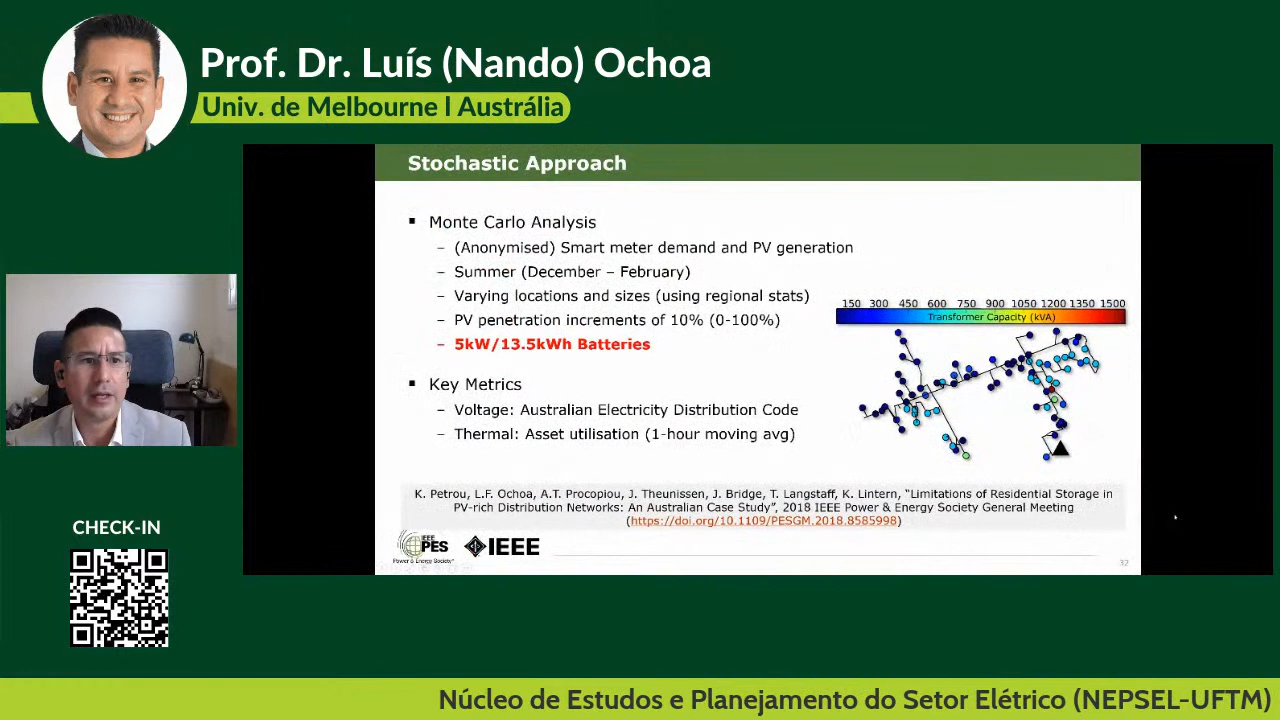 Prof. Dr. Luís (Nando) Ochoa
Univ. de Melbourne l Austrália
Stochastic Approach
▪ Monte Carlo Analysis
– (Anonymised) Smart meter demand and PV generation
– Summer (December – February)
– Varying locations and sizes (using regional stats)
– PV penetration increments of 10% (0-100%)
– 5kW/13.5kWh Batteries
▪ Key Metrics
– Voltage: Australian Electricity Distribution Code
– Thermal: Asset utilisation (1-hour moving avg)
150 300 450 600 750 900 1050 1200 1350 1500
Transformer Capacity (kVA)
K. Petrou, L.F. Ochoa, A.T. Procopiou, J. Theunissen, J. Bridge, T. Langstaff, K. Lintern, "Limitations of Residential Storage in
PV-rich Distribution Networks: An Australian Case Study", 2018 IEEE Power & Energy Society General Meeting
(https://doi.org/10.1109/PESGM.2018.8585998)
IEEE
PES
Power & Energy Society
IEEE
32
CHECK-IN
Núcleo de Estudos e Planejamento do Setor Elétrico (NEPSEL-UFTM)